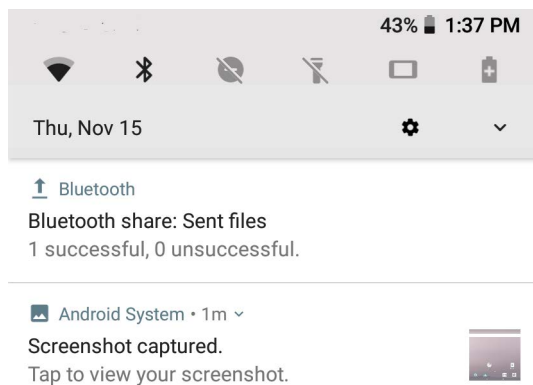 43% 1:37 PM
Thu, Nov 15
Bluetooth
Bluetooth share: Sent files
1 successful, 0 unsuccessful.
Android System • 1m
Screenshot captured.
Tap to view your screenshot.